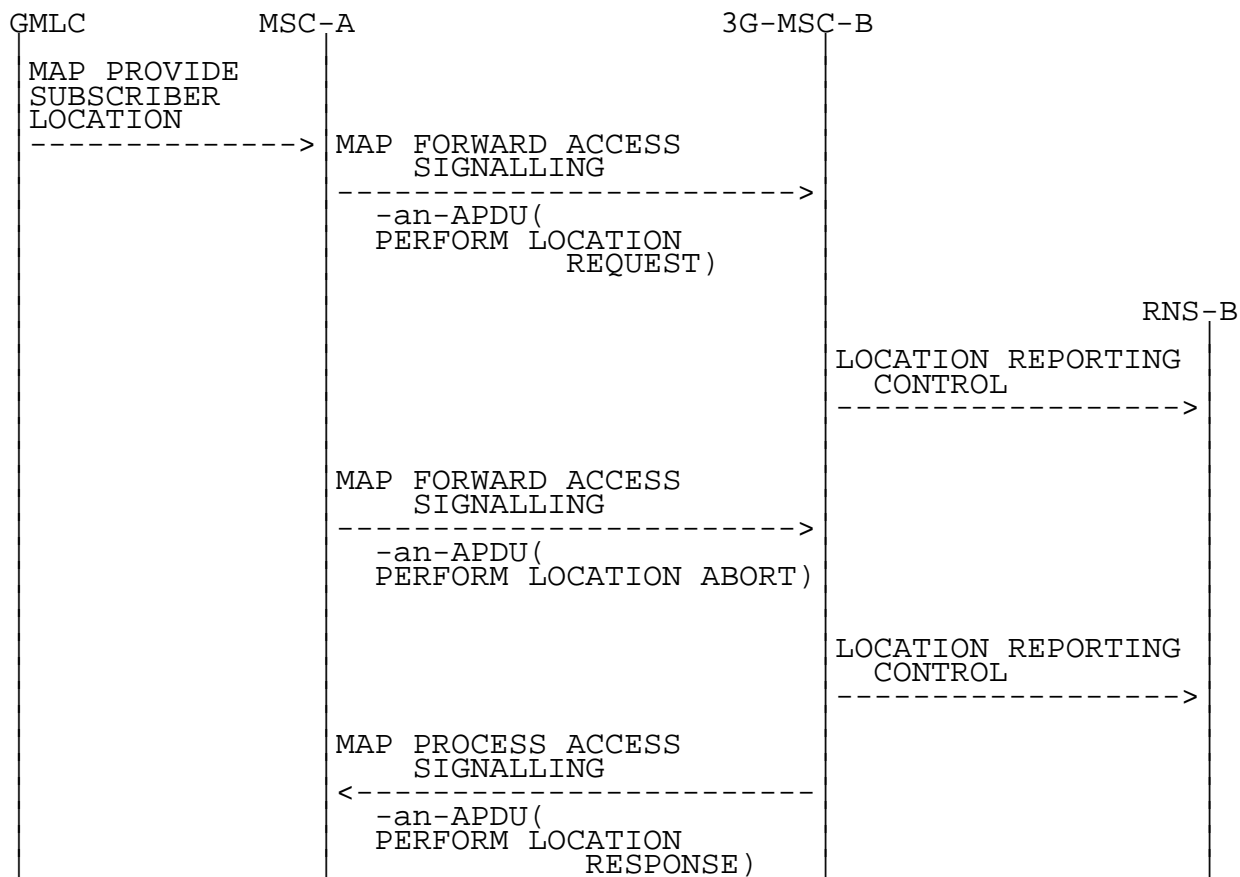 GMLC MSC-A 3G-MSC-B
MAP PROVIDE
SUBSCRIBER
LOCATION
-------------->
MAP FORWARD ACCESS
SIGNALLING
------------------------>
-an-APDU(
PERFORM LOCATION
REQUEST)
RNS-B
LOCATION REPORTING
CONTROL
------------------>
MAP FORWARD ACCESS
SIGNALLING
------------------------>
-an-APDU(
PERFORM LOCATION ABORT)
LOCATION REPORTING
CONTROL
------------------>
MAP PROCESS ACCESS
SIGNALLING
<------------------------
-an-APDU(
PERFORM LOCATION
RESPONSE)